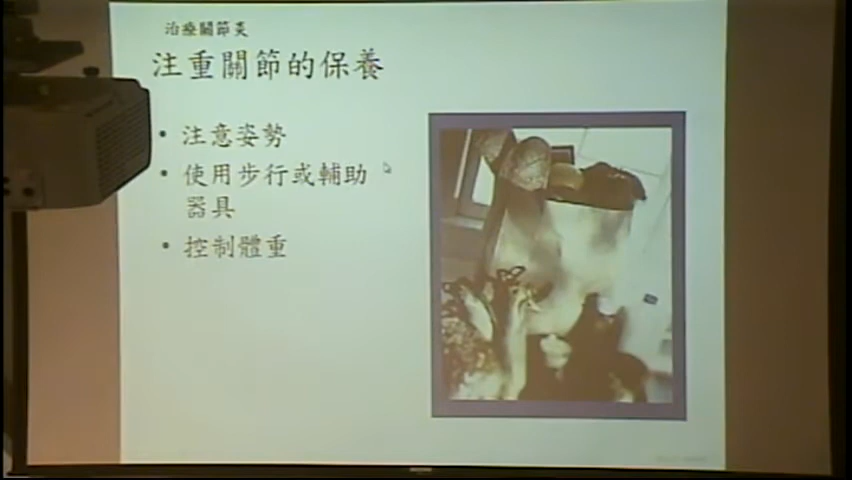 治療關節炎
注重關節的保養
• 注意姿勢
• 使用步行或輔助
器具
• 控制體重